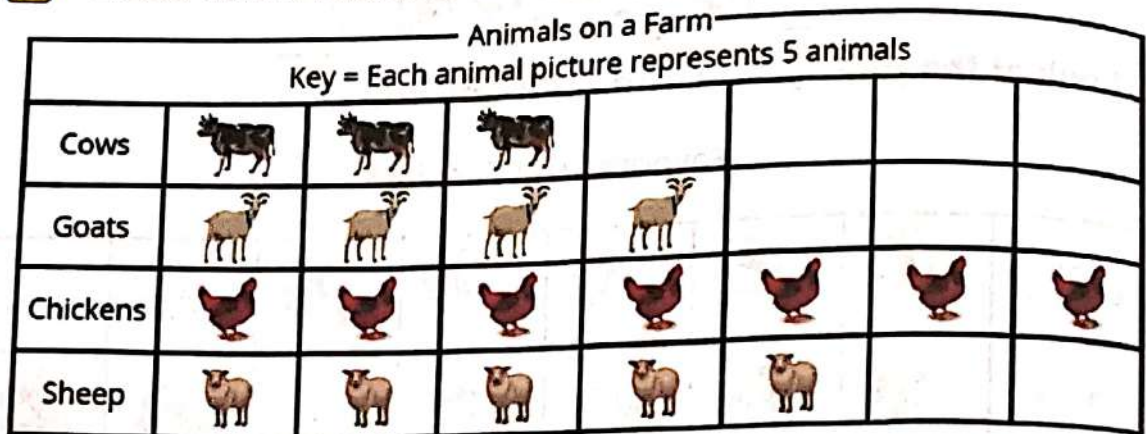 Animals on a Farm
Key = Each animal picture represents 5 animals
Cows
Goats
Chickens
Sheep